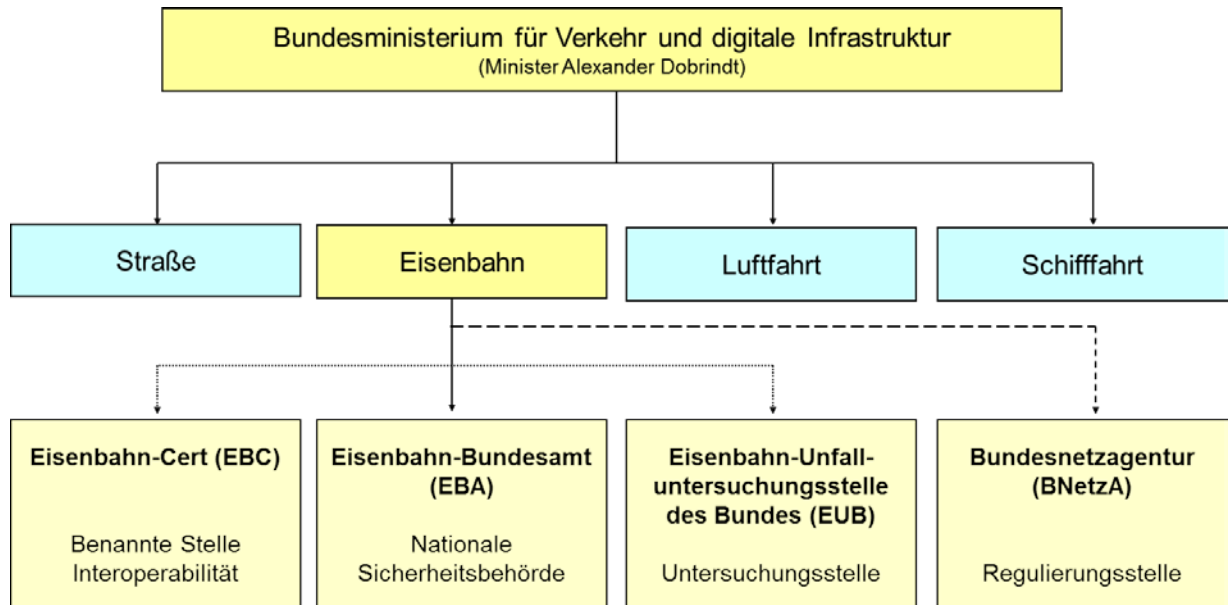 Bundesministerium für Verkehr und digitale Infrastruktur
(Minister Alexander Dobrindt)
Straße
Eisenbahn
Luftfahrt
Schifffahrt
Eisenbahn-Cert (EBC)
Benannte Stelle
Interoperabilität
Eisenbahn-Bundesamt
(EBA)
Nationale
Sicherheitsbehörde
Eisenbahn-Unfall-
untersuchungsstelle
des Bundes (EUB)
Untersuchungsstelle
Bundesnetzagentur
(BNetzA)
Regulierungsstelle